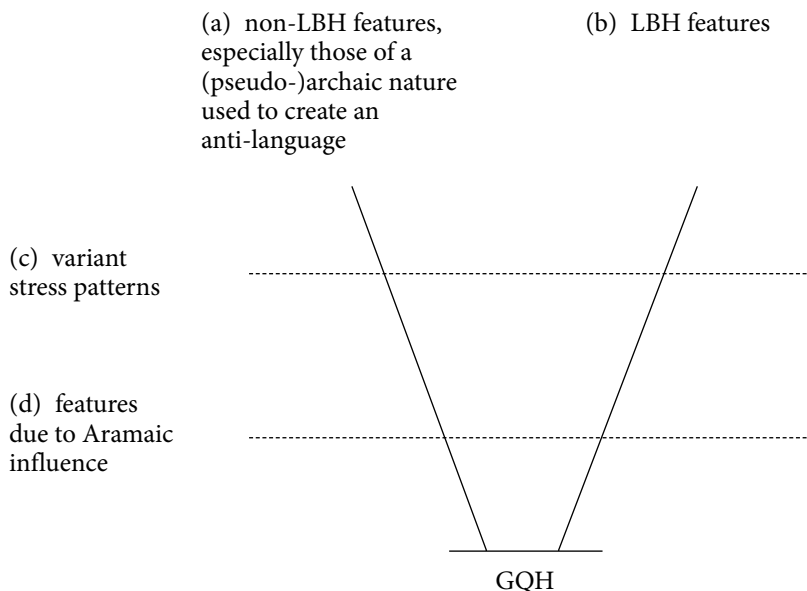 (a) non-LBH features,
especially those of a
(pseudo-)archaic nature
used to create an
anti-language
(b) LBH features
(c) variant
stress patterns
(d) features
due to Aramaic
influence
GQH